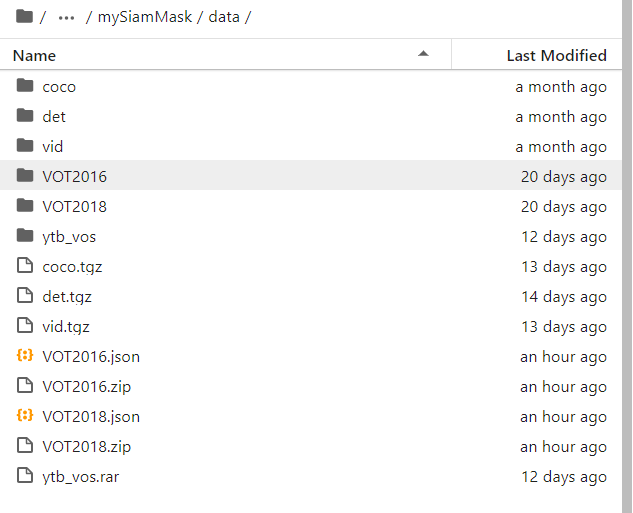 / ··· / mySiamMask / data /
Name Last Modified
coco a month ago
det a month ago
vid a month ago
VOT2016 20 days ago
VOT2018 20 days ago
ytb_vos 12 days ago
coco.tgz 13 days ago
det.tgz 14 days ago
vid.tgz 13 days ago
VOT2016.json an hour ago
VOT2016.zip an hour ago
VOT2018.json an hour ago
VOT2018.zip an hour ago
ytb_vos.rar 12 days ago